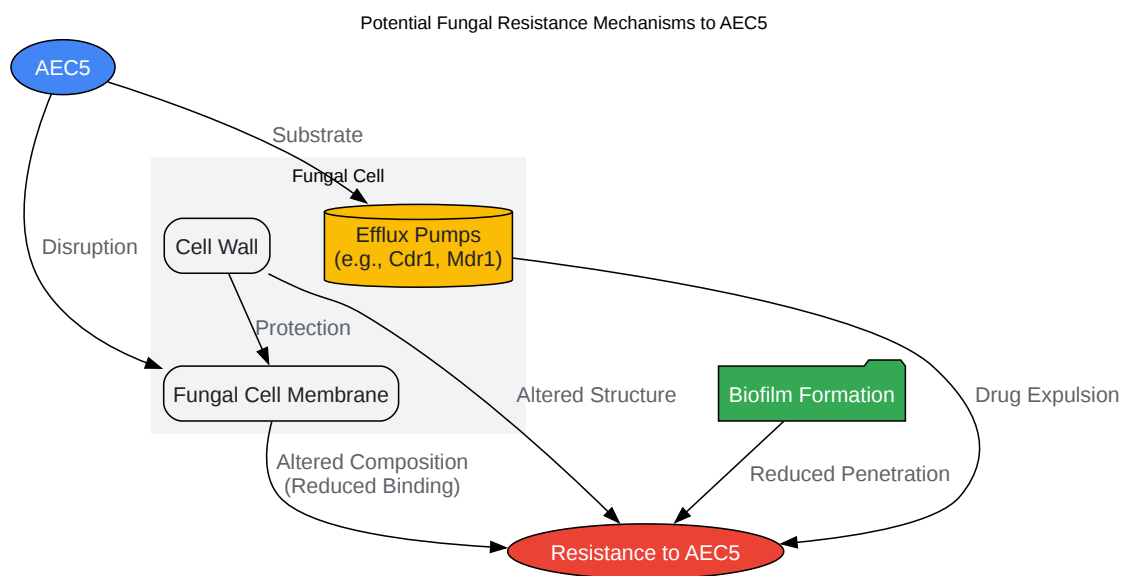 Potential Fungal Resistance Mechanisms to AEC5
AEC5
Substrate
Fungal Cell
Efflux Pumps
(e.g., Cdr1, Mdr1)
Cell Wall
Disruption
Protection
Fungal Cell Membrane
Altered Structure
Biofilm Formation
Drug Expulsion
Altered Composition
(Reduced Binding)
Reduced Penetration
Resistance to AEC5